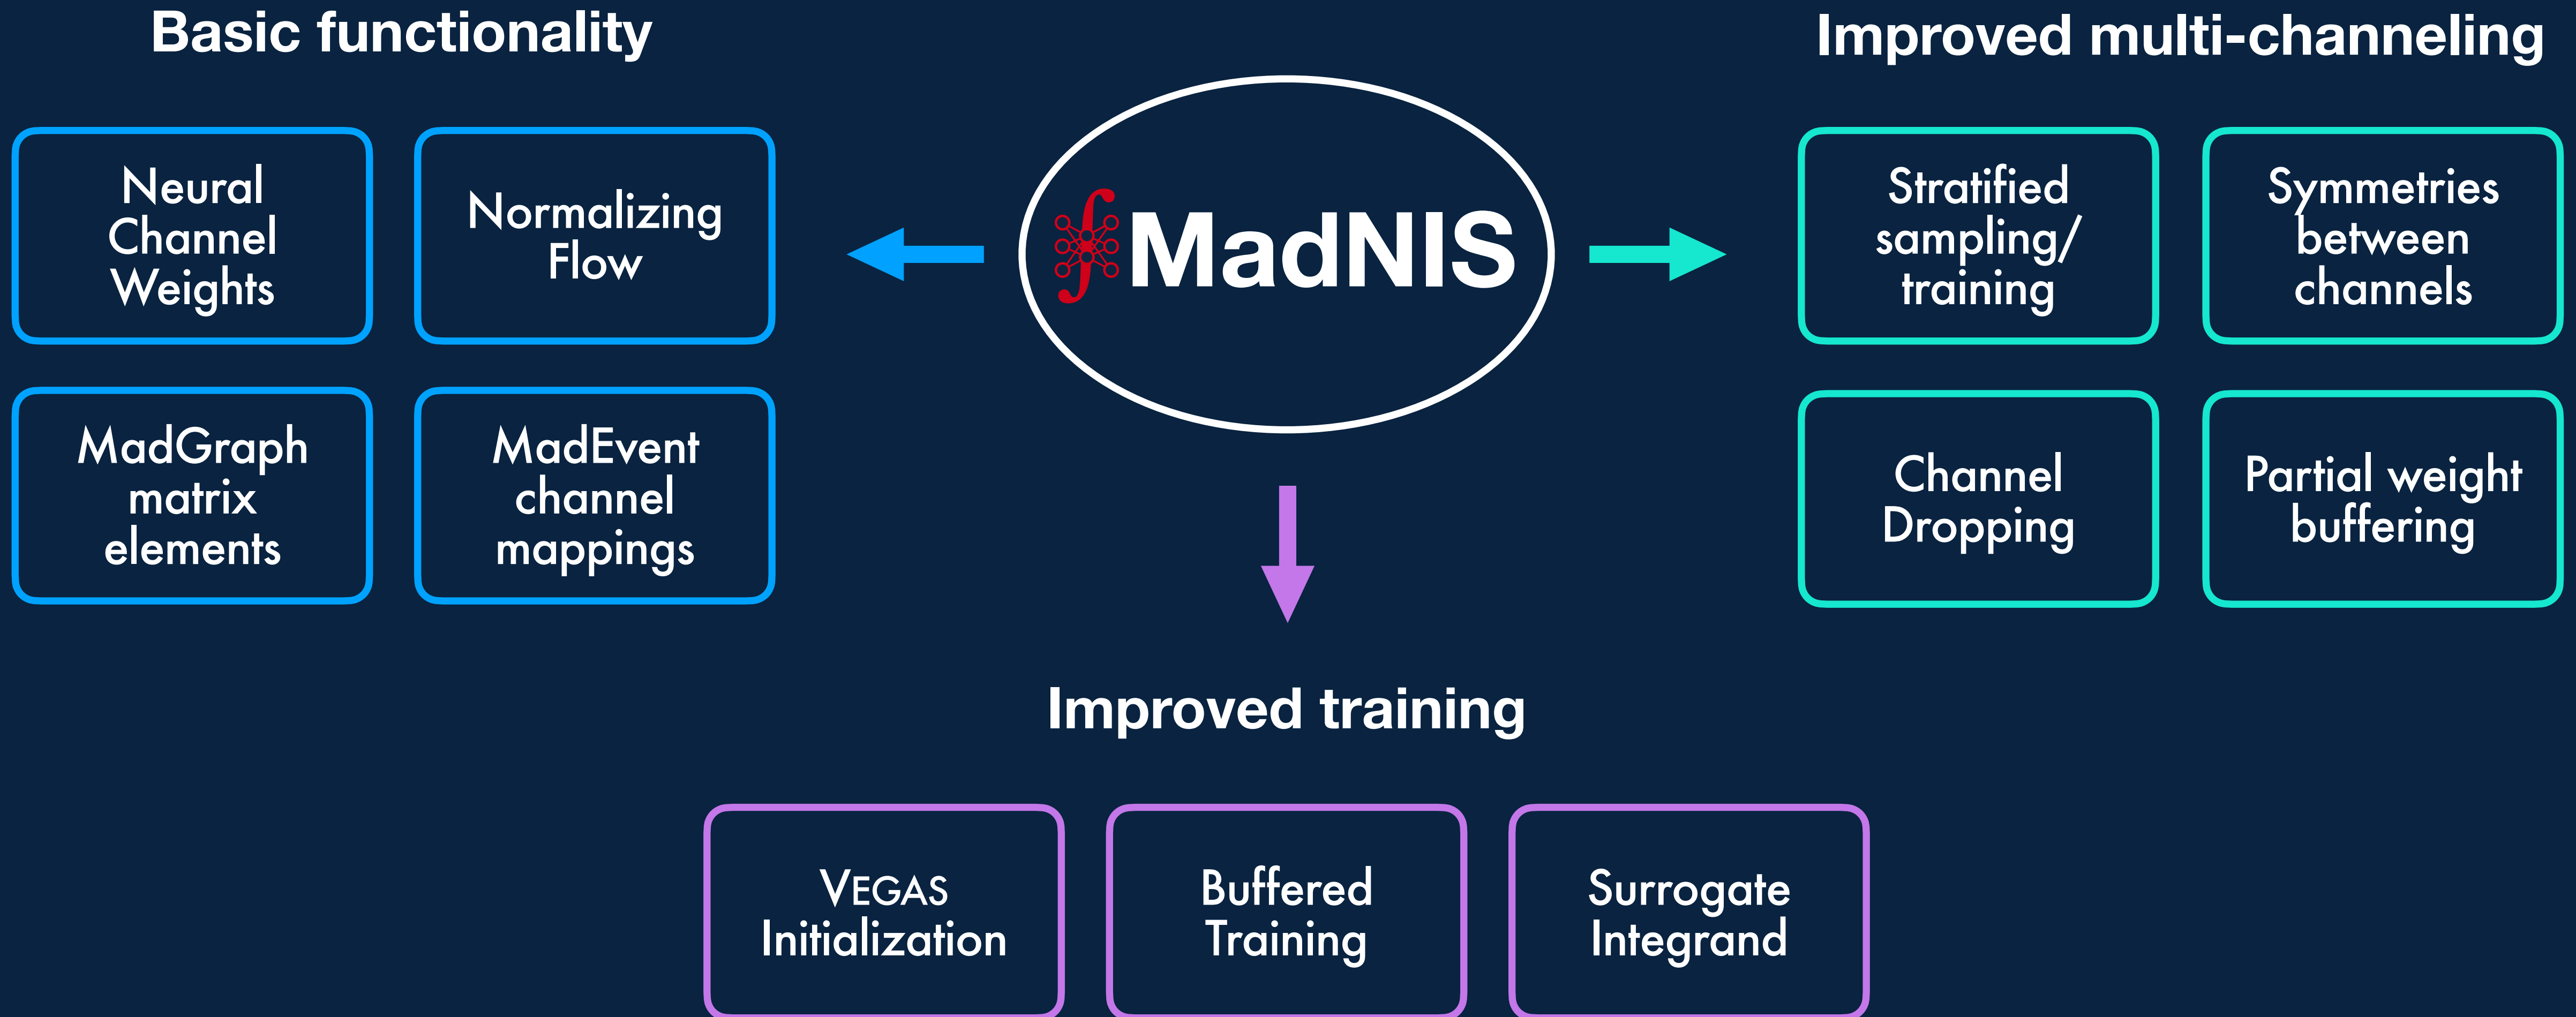 Basic functionality
Neural
Channel
Weights
Normalizing
Flow
MadGraph
matrix
elements
MadEvent
channel
mappings
MadNIS
Improved multi-channeling
Stratified
sampling/
training
Symmetries
between
channels
Channel
Dropping
Partial weight
buffering
Improved training
VEGAS
Initialization
Buffered
Training
Surrogate
Integrand